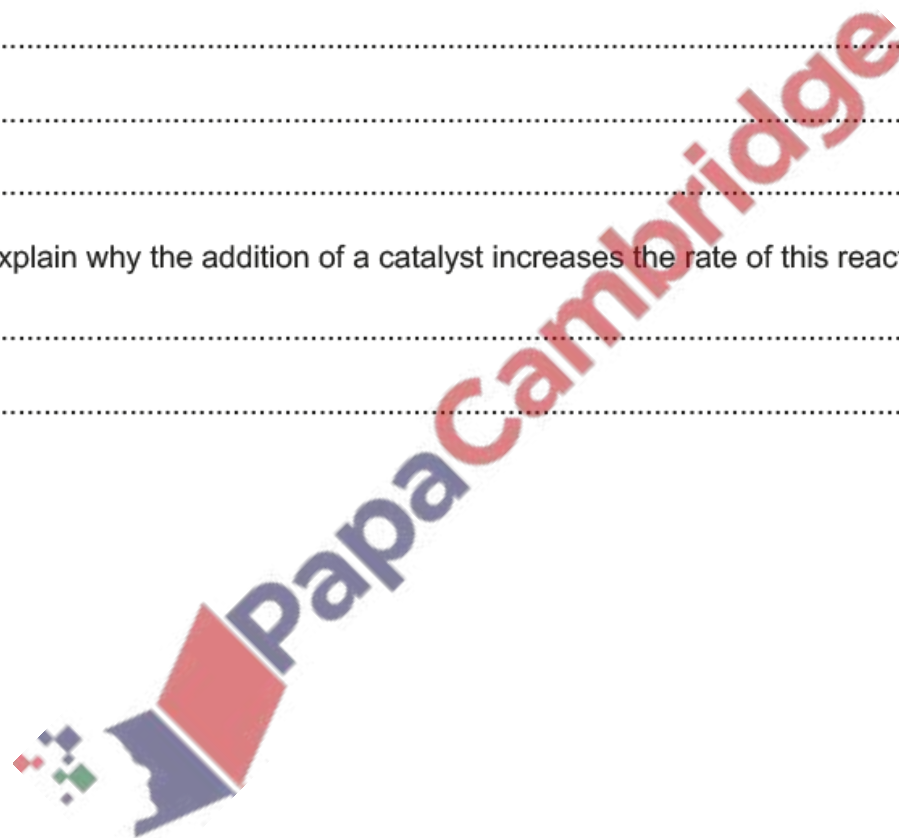 xplain why the addition of a catalyst increases the rate of this reac
PapaCambridge